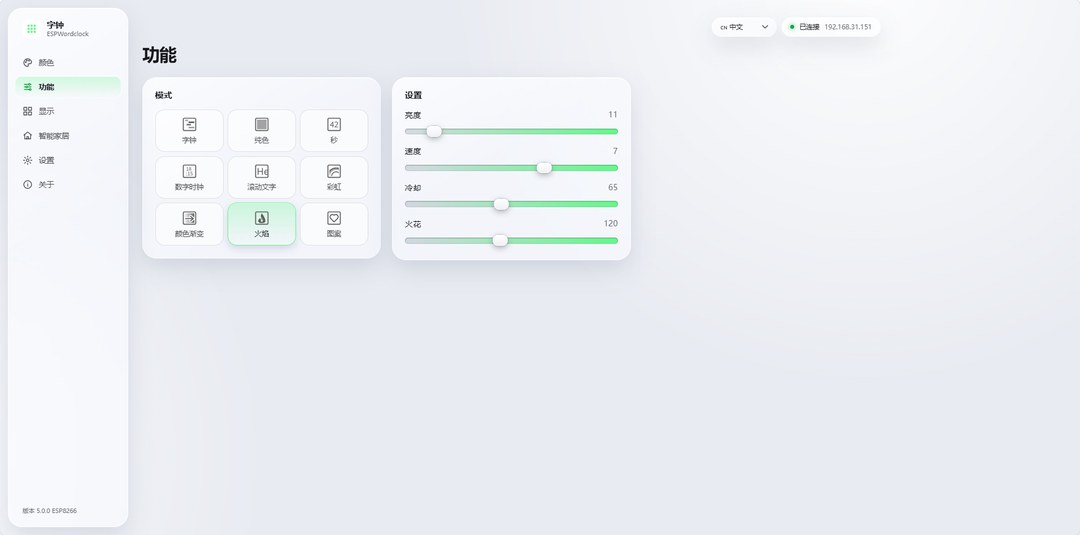 字钟
ESPWordclock
颜色
功能
显示
智能家居
设置
关于
版本 5.0.0 ESP8266
CN 中文
已连接 192.168.31.151
功能
模式
字钟
纯色
42
秒
18
:15
数字时钟
He
滚动文字
彩虹
颜色渐变
火焰
图案
设置
亮度 11
速度 7
冷却 65
火花 120